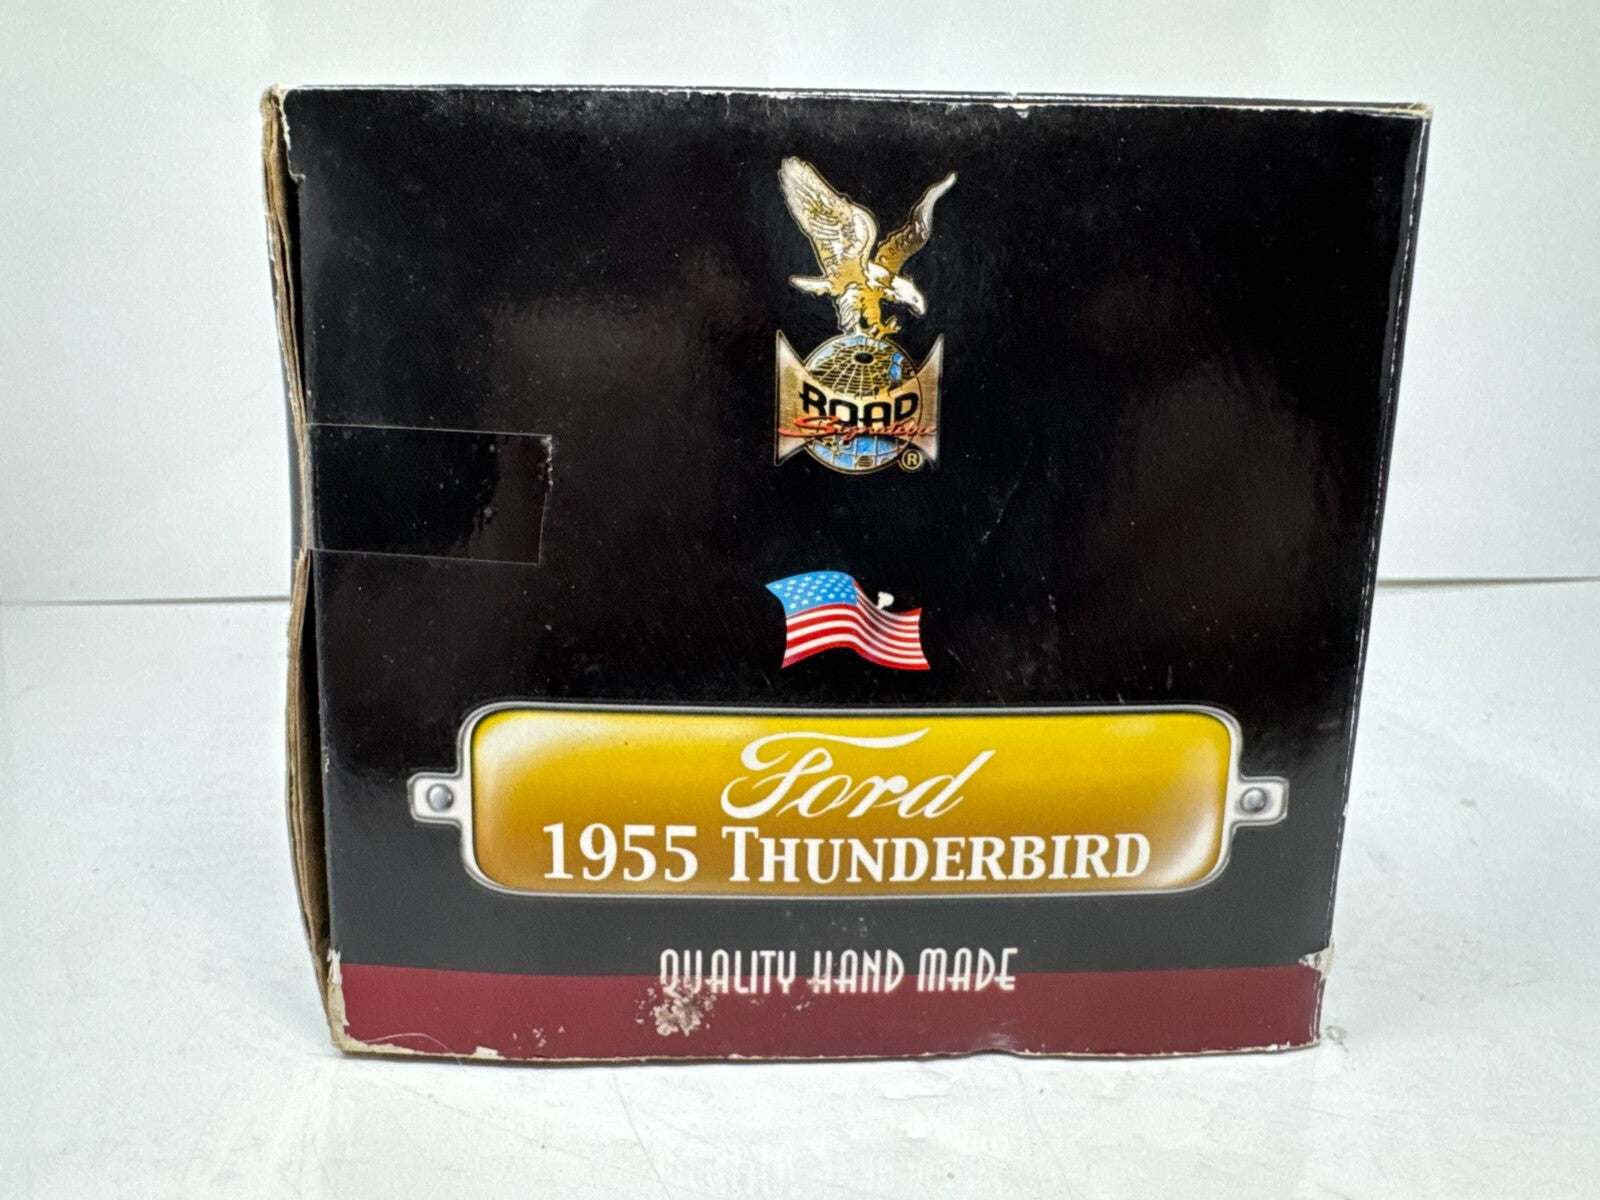 ROAD
Signature
®
Ford
1955 THUNDERBIRD
QUALITY HAND MADE